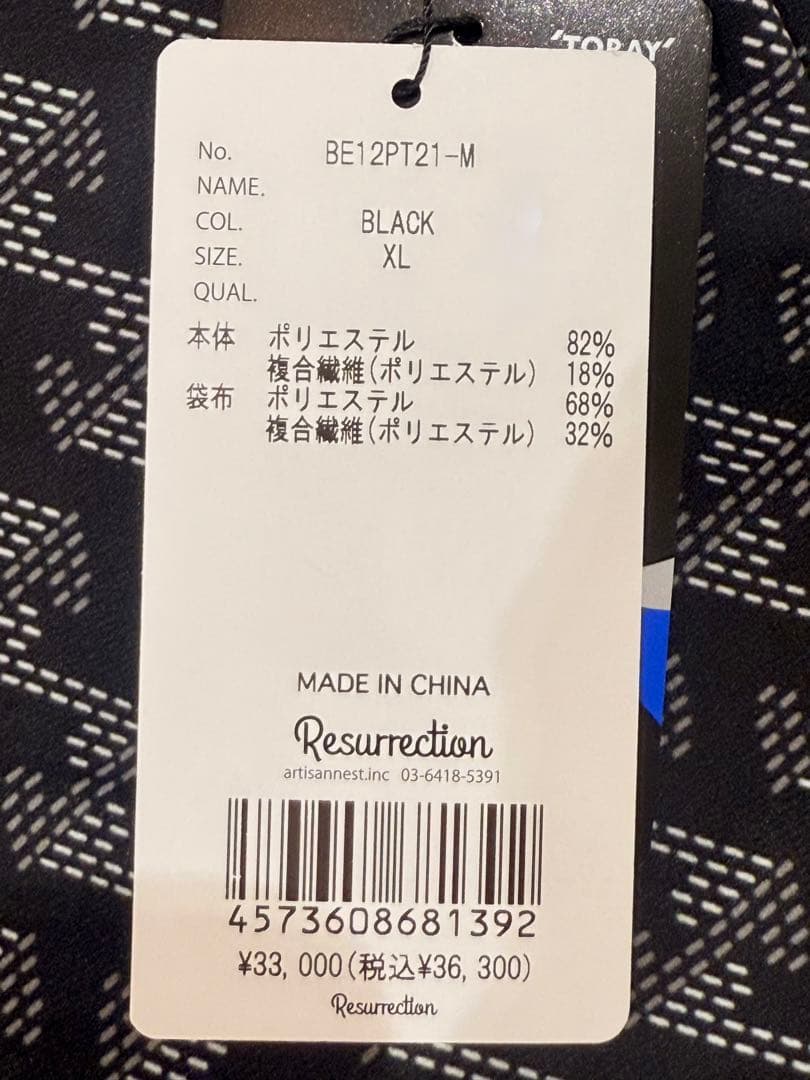 'TORAY'
No. BE12PT21-M
NAME.
COL. BLACK
SIZE. XL
QUAL.
本体 ポリエステル 82%
複合繊維(ポリエステル) 18%
袋布 ポリエステル 68%
複合繊維(ポリエステル) 32%
MADE IN CHINA
Resurrection
artisannest.inc 03-6418-5391
4573608681392
¥33,000(税込¥36,300)
Resurrection